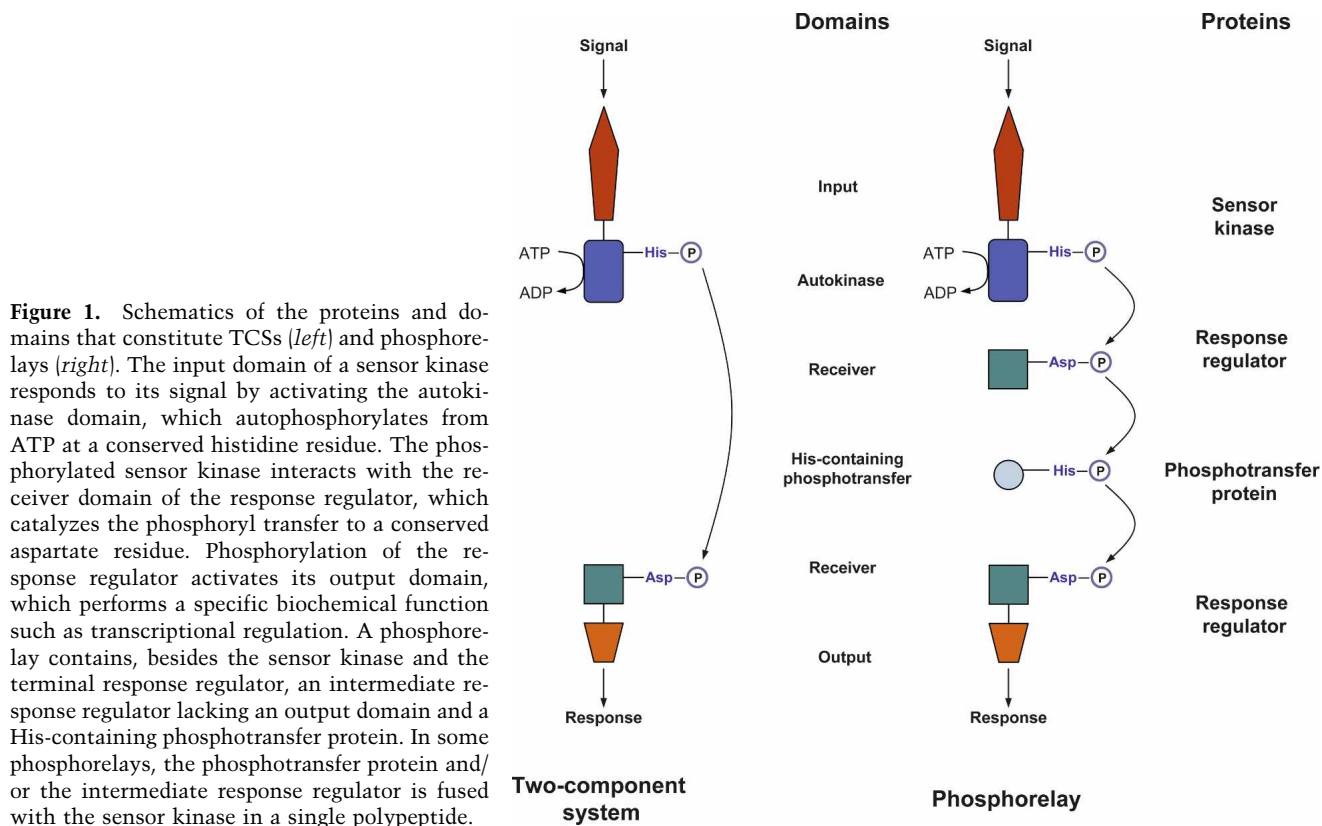 Figure 1. Schematics of the proteins and do-
mains that constitute TCSs (left) and phosphore-
lays (right). The input domain of a sensor kinase
responds to its signal by activating the autoki-
nase domain, which autophosphorylates from
ATP at a conserved histidine residue. The phos-
phorylated sensor kinase interacts with the re-
ceiver domain of the response regulator, which
catalyzes the phosphoryl transfer to a conserved
aspartate residue. Phosphorylation of the re-
sponse regulator activates its output domain,
which performs a specific biochemical function
such as transcriptional regulation. A phosphore-
lay contains, besides the sensor kinase and the
terminal response regulator, an intermediate re-
sponse regulator lacking an output domain and a
His-containing phosphotransfer protein. In some
phosphorelays, the phosphotransfer protein and/
or the intermediate response regulator is fused
with the sensor kinase in a single polypeptide.
Signal
ATP
ADP
His
P
Asp
P
Response
Two-component
system
Domains
Input
Autokinase
Receiver
His-containing
phosphotransfer
Receiver
Output
Signal
ATP
ADP
His
P
Asp
P
His
P
Asp
P
Response
Phosphorelay
Proteins
Sensor
kinase
Response
regulator
Phosphotransfer
protein
Response
regulator